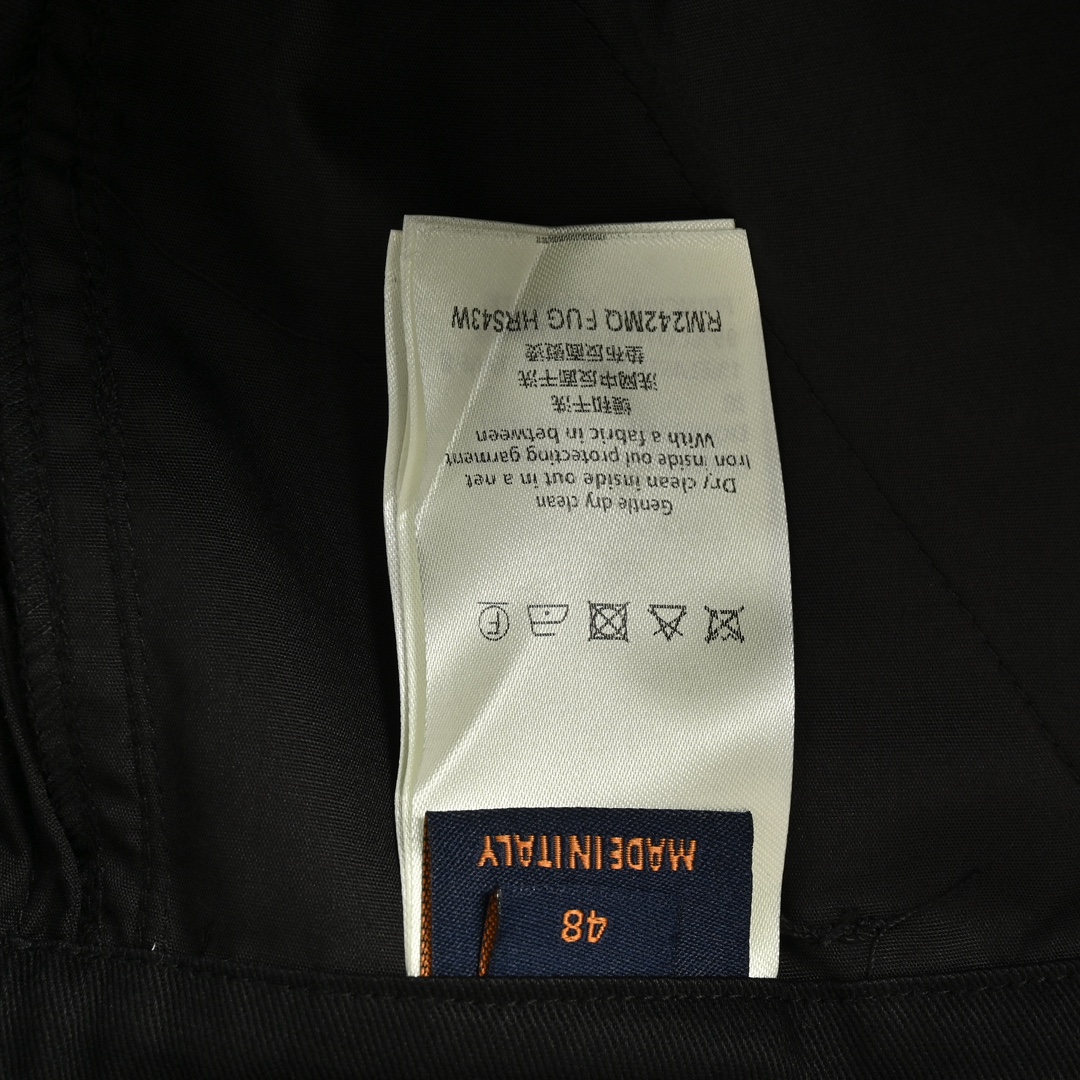 48
MADE IN ITALY
F
Gentle dry clean
Dry clean inside out in a net
Iron inside out protecting garment
With a fabric in between
缓和干洗
洗网中反面干洗
垫布反面熨烫
RM242MQ FUG HRS43W